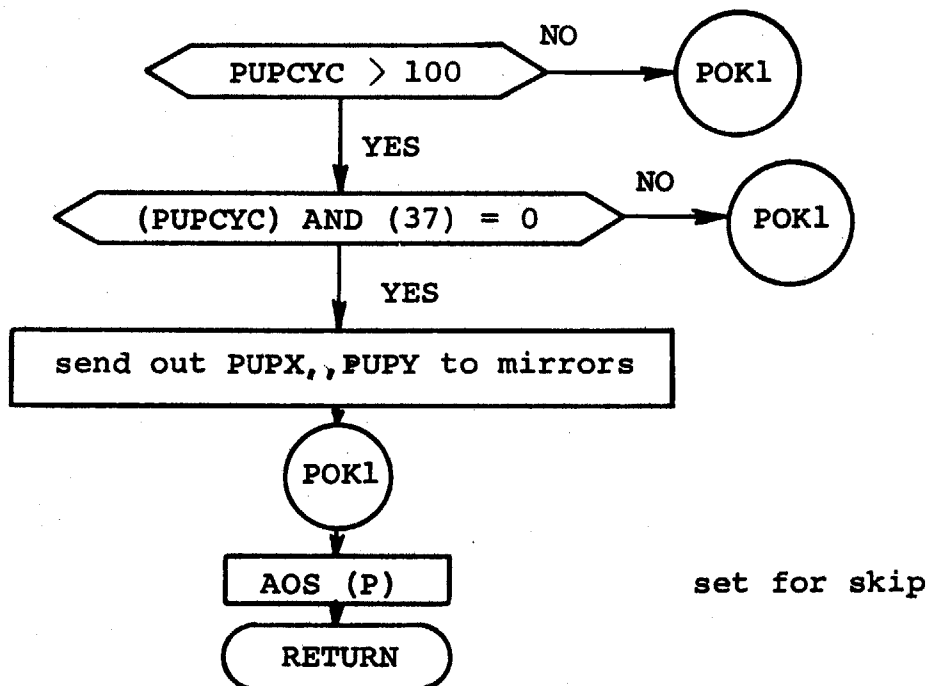 NO
PUPCYC > 100
POK1
YES
NO
(PUPCYC) AND (37) = 0
POK1
YES
send out PUPX,,PUPY to mirrors
POK1
AOS (P)
set for skip
RETURN